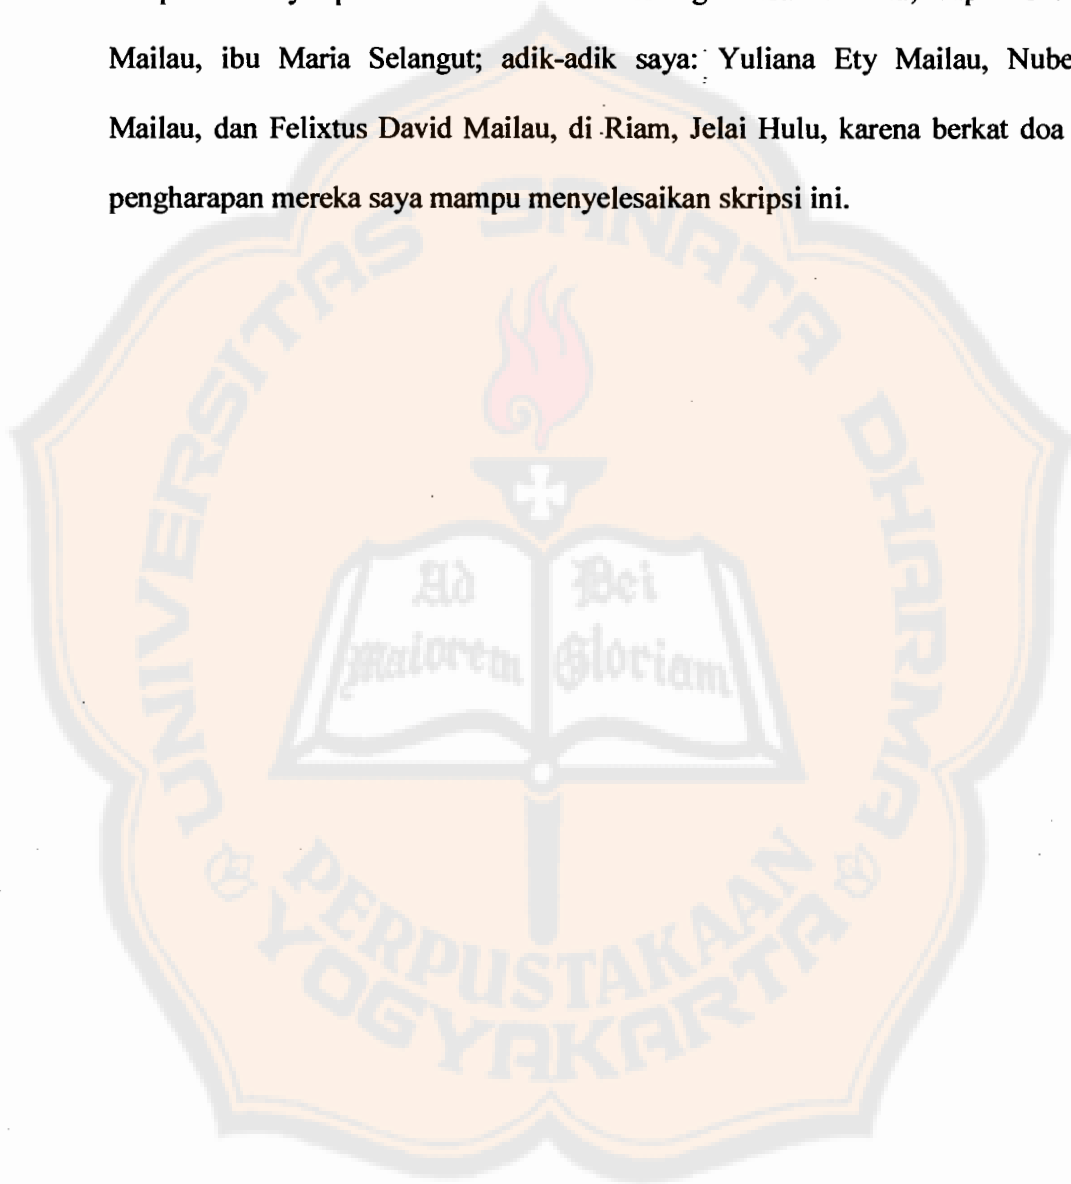 Mailau, ibu Maria Selangut; adik-adik saya: Yuliana Ety Mailau,
Mailau, dan Felixtus David Mailau, di Riam, Jelai Hulu, karena berkat doa
pengharapan mereka saya mampu menyelesaikan skripsi ini.
UNIVERSITAS SANATA DHARMA
Ad Dei
Maiorem Gloriam
PERPUSTAKAAN
YOGYAKARTA